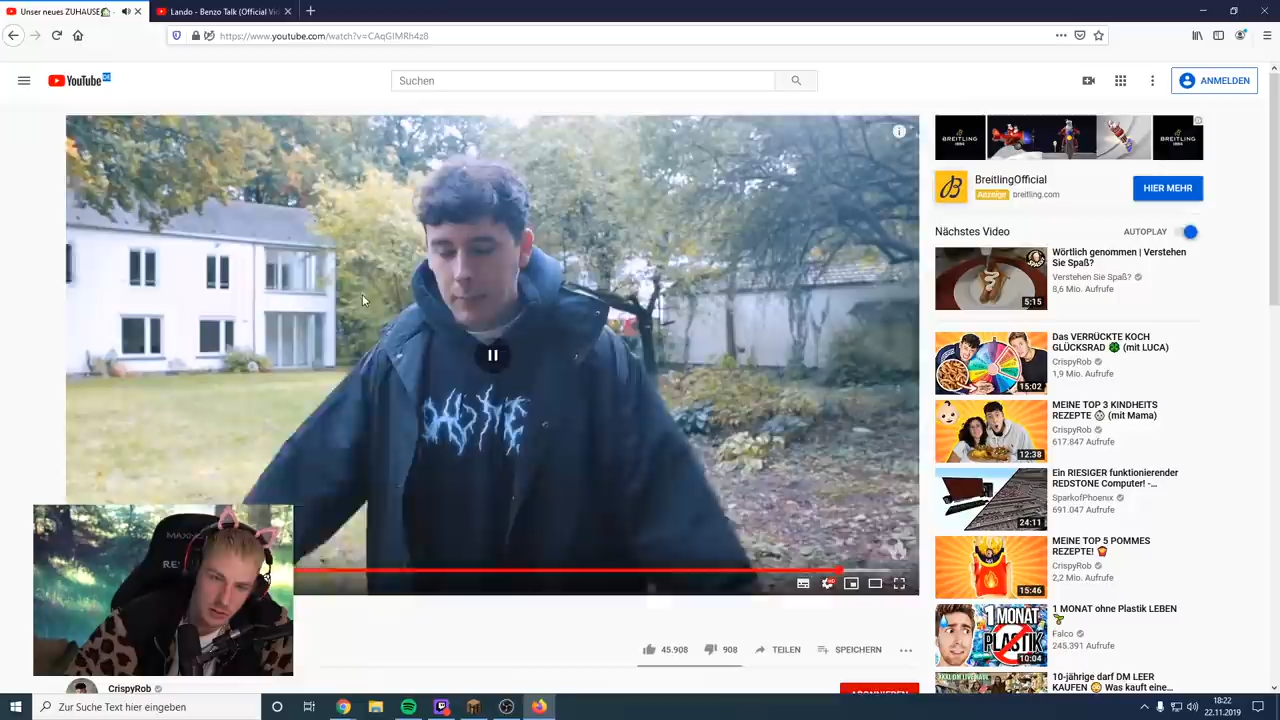 Unser neues ZUHAUSE
Lando - Benzo Talk (Official Vi
https://www.youtube.com/watch?v=CAqGIMRh4z8
YouTube DE
Suchen
ANMELDEN
BREITLING
1884
BREITLING
1884
BreitlingOfficial
Anzeige breitling.com
HIER MEHR
Nächstes Video
AUTOPLAY
Wörtlich genommen | Verstehen
Sie Spaß?
Verstehen Sie Spaß?
8,6 Mio. Aufrufe
5:15
Das VERRÜCKTE KOCH
GLÜCKSRAD 🍀 (mit LUCA)
CrispyRob
1,9 Mio. Aufrufe
15:02
MEINE TOP 3 KINDHEITS
REZEPTE 👶 (mit Mama)
CrispyRob
617.847 Aufrufe
12:38
Ein RIESIGER funktionierender
REDSTONE Computer! -...
SparkofPhoenix
691.047 Aufrufe
24:11
MEINE TOP 5 POMMES
REZEPTE! 🍟
CrispyRob
2,2 Mio. Aufrufe
15:46
1 MONAT ohne Plastik LEBEN
Falco
245.391 Aufrufe
1 MONAT
PLASTIK
10:04
10-jährige darf DM LEER
KAUFEN 😳 Was kauft eine...
45.908
908
TEILEN
SPEICHERN
CrispyRob
ABONNIEREN
Zur Suche Text hier eingeben
18:22
22.11.2019